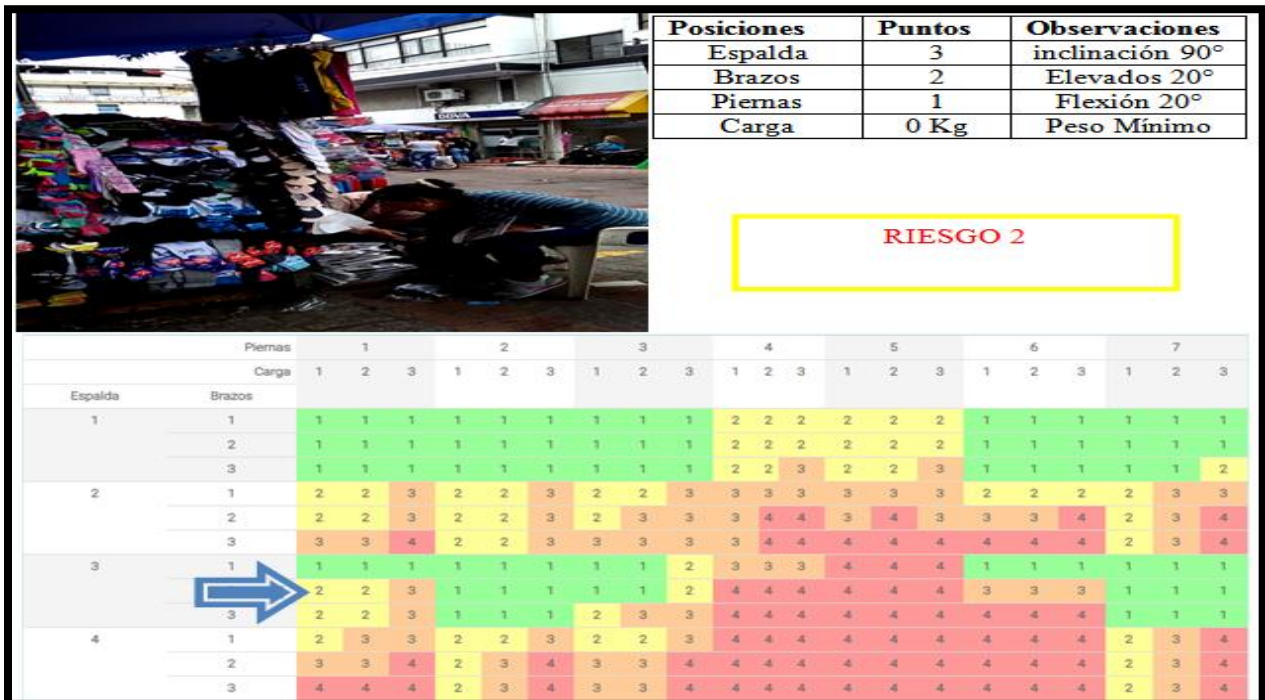 Posiciones Puntos Observaciones
Espalda 3 inclinación 90°
Brazos 2 Elevados 20°
Piernas 1 Flexión 20°
Carga 0 Kg Peso Mínimo
BBVA
RIESGO 2
Piernas 1 2 3 4 5 6 7
Carga 1 2 3 1 2 3 1 2 3 1 2 3 1 2 3 1 2 3 1 2 3
Espalda Brazos
1 1 1 1 1 1 1 1 1 1 1 2 2 2 2 2 2 1 1 1 1 1 1
2 1 1 1 1 1 1 1 1 1 2 2 2 2 2 2 1 1 1 1 1 1
3 1 1 1 1 1 1 1 1 1 2 2 3 2 2 3 1 1 1 1 1 2
2 1 2 2 3 2 2 3 2 2 3 3 3 3 3 3 3 2 2 2 2 3 3
2 2 2 3 2 2 3 2 3 3 3 4 4 3 4 3 3 3 4 2 3 4
3 3 3 4 2 2 3 3 3 3 3 4 4 4 4 4 4 4 4 2 3 4
3 1 1 1 1 1 1 1 1 1 2 3 3 3 4 4 4 1 1 1 1 1 1
2 2 3 1 1 1 1 1 2 4 4 4 4 4 4 3 3 3 1 1 1
3 2 2 3 1 1 1 2 3 3 4 4 4 4 4 4 4 4 4 1 1 1
4 1 2 3 3 2 2 3 2 2 3 4 4 4 4 4 4 4 4 4 2 3 4
2 3 3 4 2 3 4 3 3 4 4 4 4 4 4 4 4 4 4 2 3 4
3 4 4 4 2 3 4 3 3 4 4 4 4 4 4 4 4 4 4 2 3 4